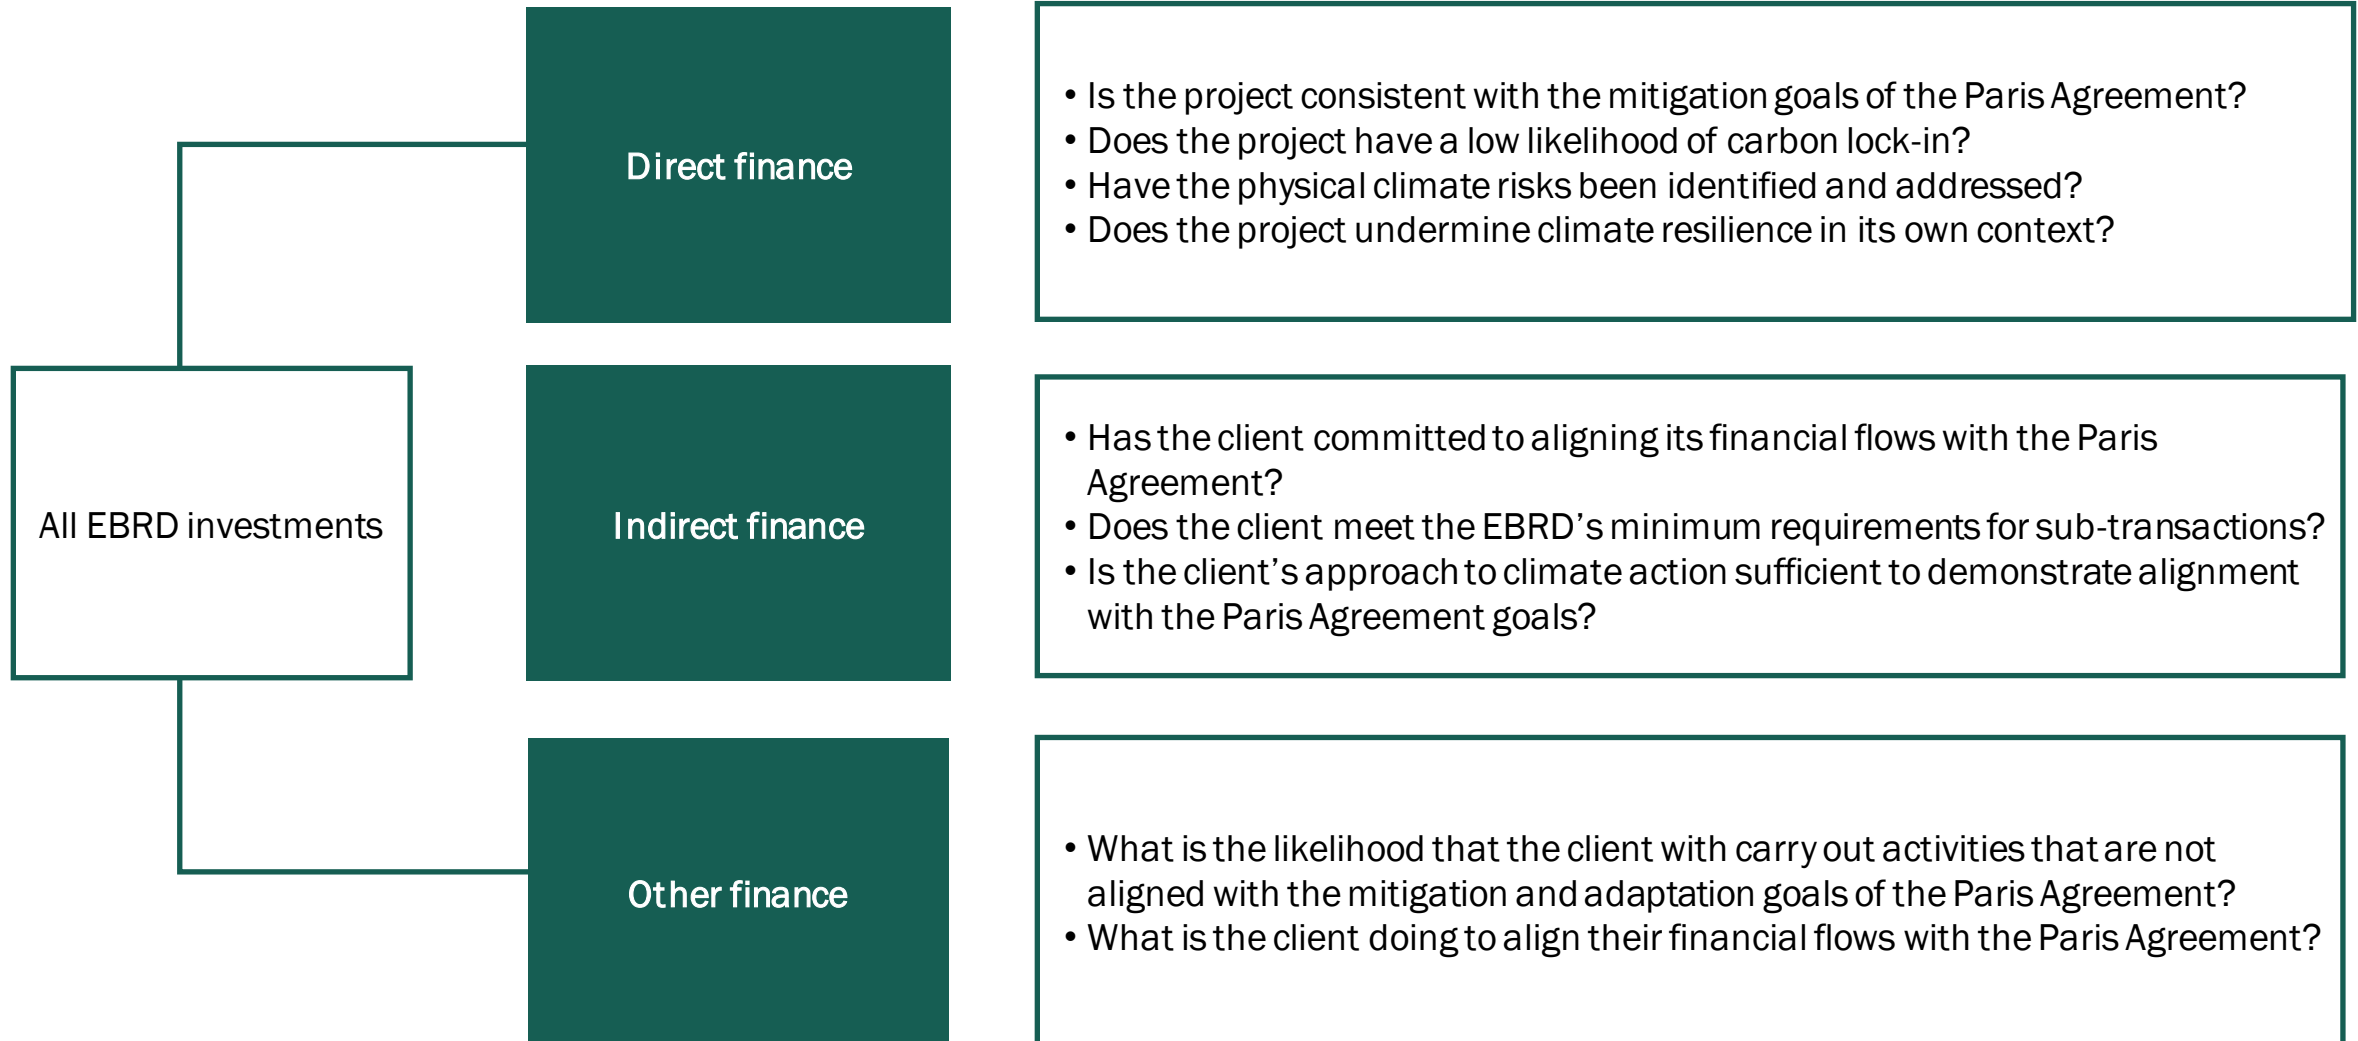 All EBRD investments
Direct finance
• Is the project consistent with the mitigation goals of the Paris Agreement?
• Does the project have a low likelihood of carbon lock-in?
• Have the physical climate risks been identified and addressed?
• Does the project undermine climate resilience in its own context?
Indirect finance
• Has the client committed to aligning its financial flows with the Paris
Agreement?
• Does the client meet the EBRD’s minimum requirements for sub-transactions?
• Is the client’s approach to climate action sufficient to demonstrate alignment
with the Paris Agreement goals?
Other finance
• What is the likelihood that the client with carry out activities that are not
aligned with the mitigation and adaptation goals of the Paris Agreement?
• What is the client doing to align their financial flows with the Paris Agreement?